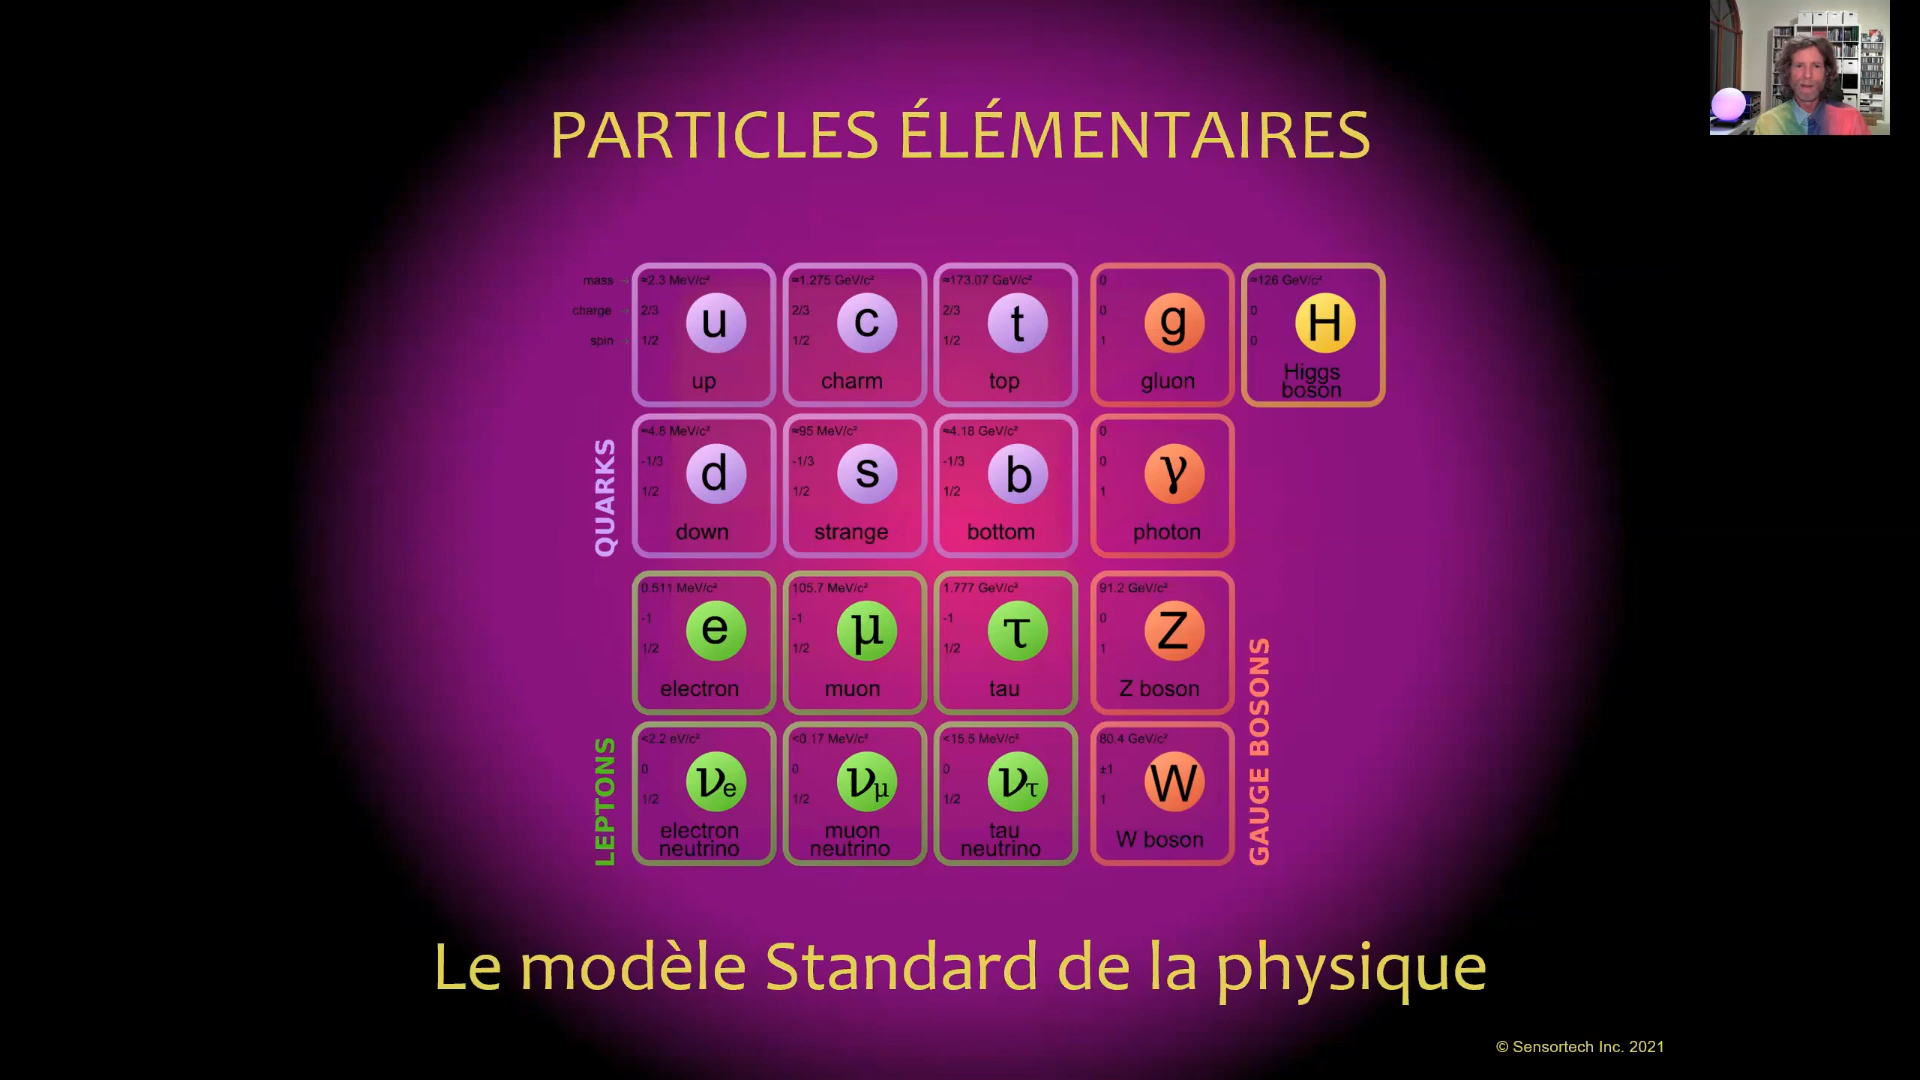 PARTICLES ÉLÉMENTAIRES
mass → ≈2.3 MeV/c² ≈1.275 GeV/c² ≈173.07 GeV/c² 0 ≈126 GeV/c²
charge → 2/3 2/3 2/3 0 0
u c t g H
spin → 1/2 1/2 1/2 1 0
up charm top gluon Higgs
boson
QUARKS
≈4.8 MeV/c² ≈95 MeV/c² ≈4.18 GeV/c² 0
-1/3 -1/3 -1/3 0
d s b γ
1/2 1/2 1/2 1
down strange bottom photon
0.511 MeV/c² 105.7 MeV/c² 1.777 GeV/c² 91.2 GeV/c²
-1 -1 -1 0
e μ τ Z
1/2 1/2 1/2 1
electron muon tau Z boson
LEPTONS
GAUGE BOSONS
<2.2 eV/c² <0.17 MeV/c² <15.5 MeV/c² 80.4 GeV/c²
0 0 0 ±1
νe νμ ντ W
1/2 1/2 1/2 1
electron muon tau W boson
neutrino neutrino neutrino
Le modèle Standard de la physique
© Sensortech Inc. 2021